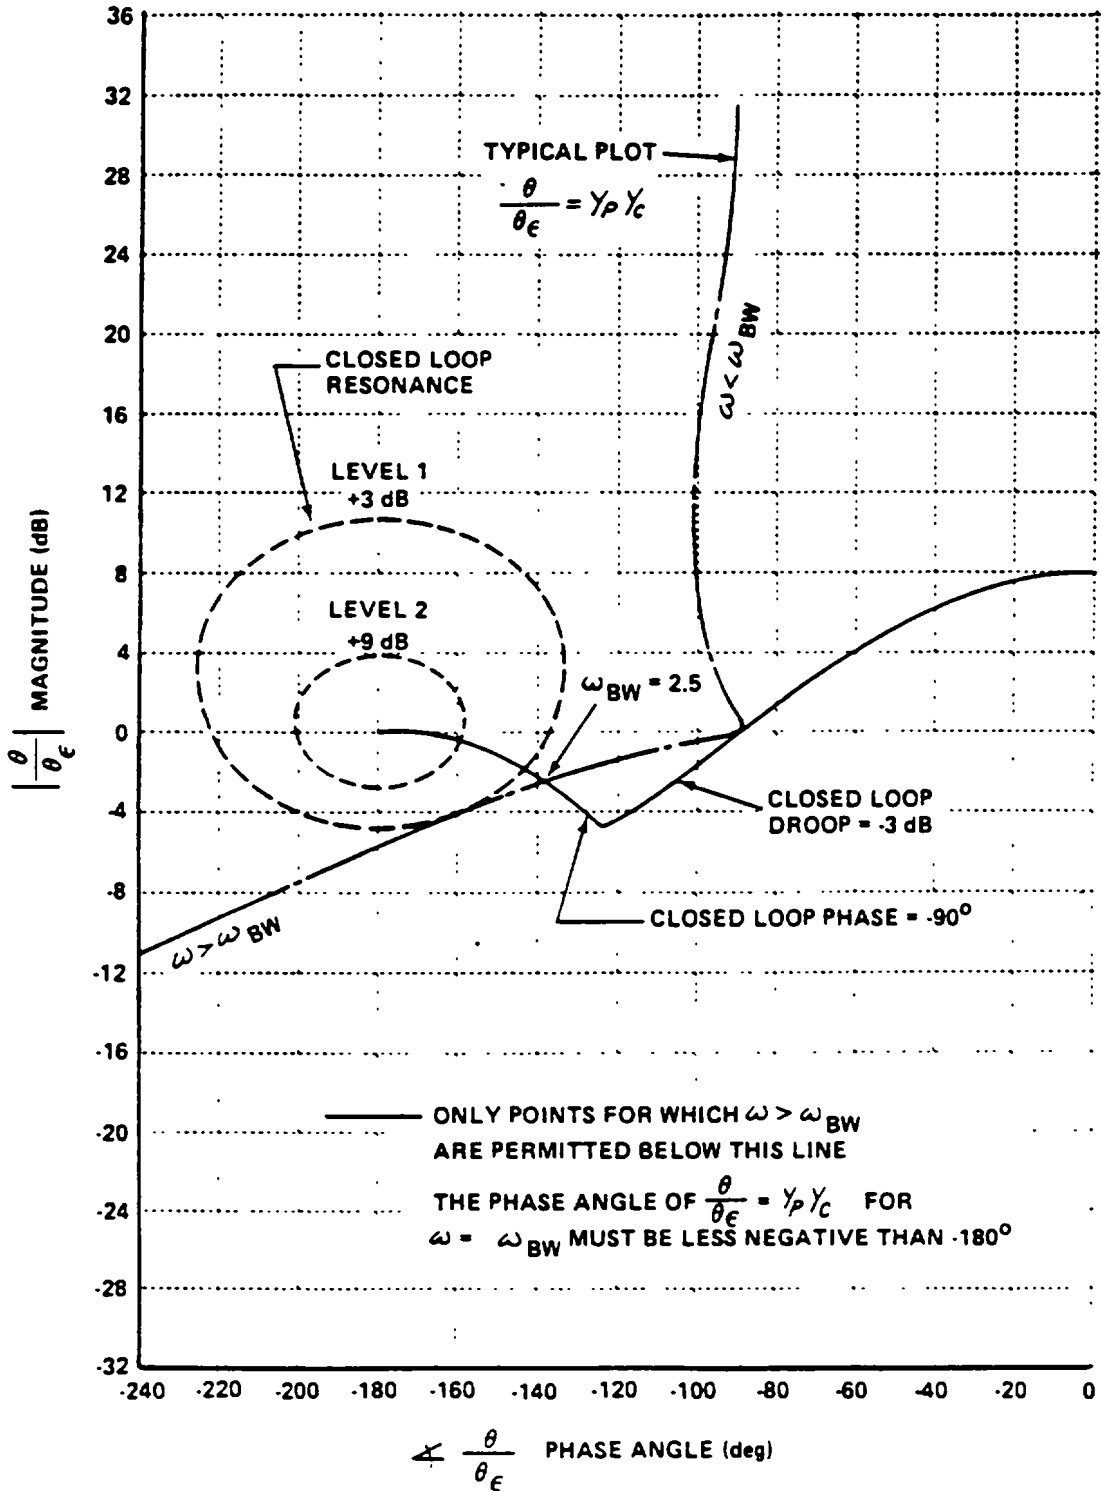 36
32
28
24
20
16
12
8
4
0
-4
-8
-12
-16
-20
-24
-28
-32
|θ/θϵ| MAGNITUDE (dB)
TYPICAL PLOT
θ/θϵ = Yp Yc
ω < ωBW
CLOSED LOOP
RESONANCE
LEVEL 1
+3 dB
LEVEL 2
+9 dB
ωBW = 2.5
CLOSED LOOP
DROOP = -3 dB
CLOSED LOOP PHASE = -90°
ω > ωBW
ONLY POINTS FOR WHICH ω > ωBW
ARE PERMITTED BELOW THIS LINE
THE PHASE ANGLE OF θ/θϵ = Yp Yc FOR
ω = ωBW MUST BE LESS NEGATIVE THAN -180°
-240 -220 -200 -180 -160 -140 -120 -100 -80 -60 -40 -20 0
∡ θ/θϵ PHASE ANGLE (deg)